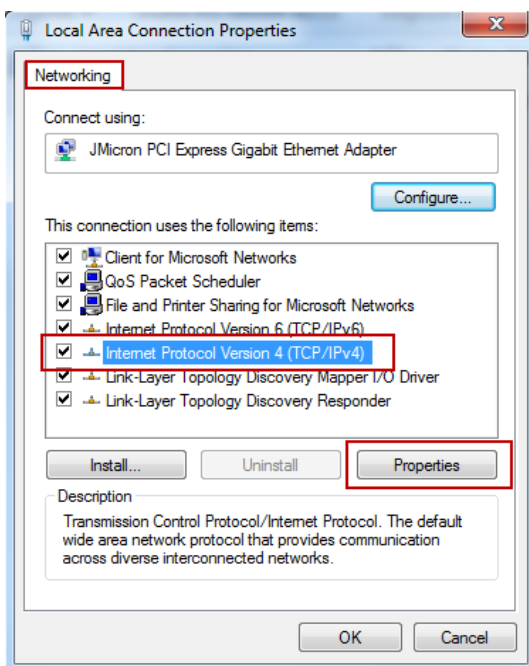 Local Area Connection Properties
Networking
Connect using:
JMicron PCI Express Gigabit Ethernet Adapter
Configure...
This connection uses the following items:
Client for Microsoft Networks
QoS Packet Scheduler
File and Printer Sharing for Microsoft Networks
Internet Protocol Version 6 (TCP/IPv6)
Internet Protocol Version 4 (TCP/IPv4)
Link-Layer Topology Discovery Mapper I/O Driver
Link-Layer Topology Discovery Responder
Install... Uninstall Properties
Description
Transmission Control Protocol/Internet Protocol. The default
wide area network protocol that provides communication
across diverse interconnected networks.
OK Cancel